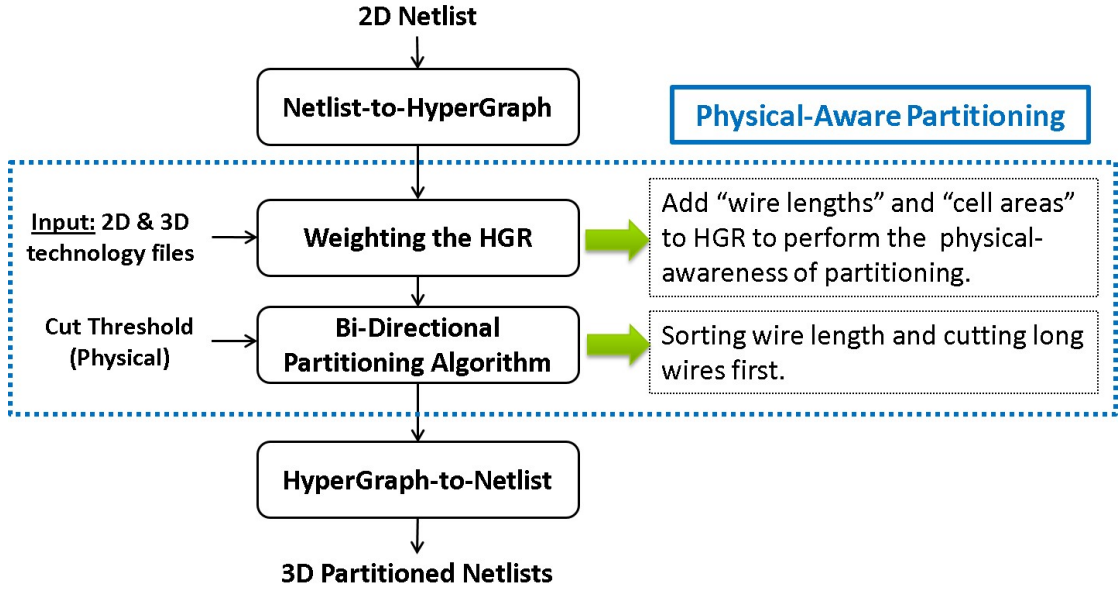 2D Netlist
Netlist-to-HyperGraph
Physical-Aware Partitioning
Input: 2D & 3D
technology files
Weighting the HGR
Add “wire lengths” and “cell areas”
to HGR to perform the physical-
awareness of partitioning.
Cut Threshold
(Physical)
Bi-Directional
Partitioning Algorithm
Sorting wire length and cutting long
wires first.
HyperGraph-to-Netlist
3D Partitioned Netlists